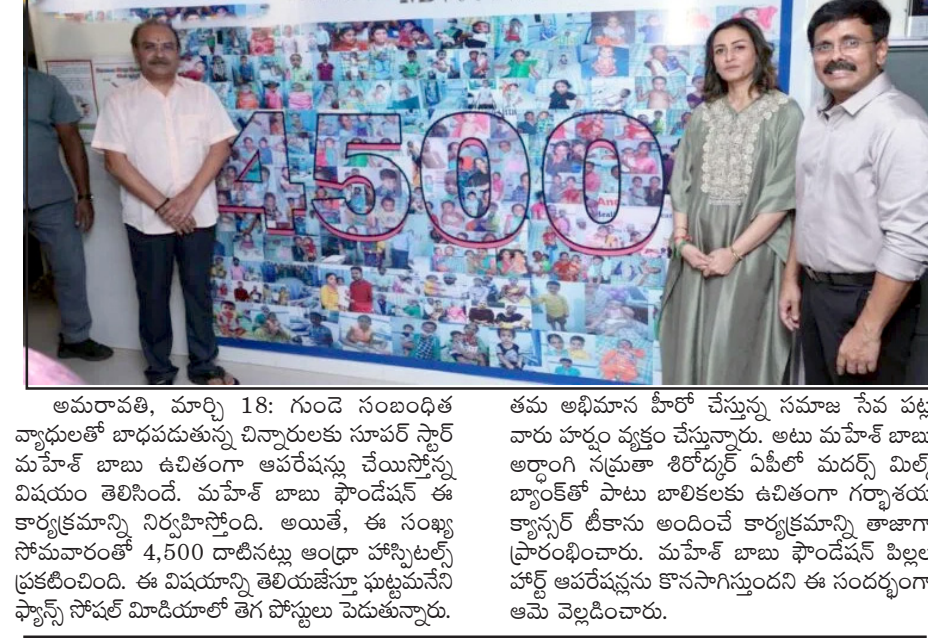 4500
అమరావతి, మార్చి 18: గుండె సంబంధిత
వ్యాధులతో బాధపడుతున్న చిన్నారులకు సూపర్ స్టార్
మహేశ్ బాబు ఉచితంగా ఆపరేషన్లు చేయిస్తోన్న
విషయం తెలిసిందే. మహేశ్ బాబు ఫౌండేషన్ ఈ
కార్యక్రమాన్ని నిర్వహిస్తోంది. అయితే, ఈ సంఖ్య
సోమవారంతో 4,500 దాటినట్లు ఆంధ్రా హాస్పిటల్స్
ప్రకటించింది. ఈ విషయాన్ని తెలియజేస్తూ ఘట్టమనేని
ఫ్యాన్స్ సోషల్ మీడియాలో తెగ పోస్టులు పెడుతున్నారు.
తమ అభిమాన హీరో చేస్తున్న సమాజ సేవ పట్ల
వారు హర్షం వ్యక్తం చేస్తున్నారు. అటు మహేశ్ బాబు
అర్ధాంగి నమ్రతా శిరోద్కర్ ఏపీలో మదర్స్ మిల్క్
బ్యాంక్‌తో పాటు బాలికలకు ఉచితంగా గర్భాశయ
క్యాన్సర్ టీకాను అందించే కార్యక్రమాన్ని తాజాగా
ప్రారంభించారు. మహేశ్ బాబు ఫౌండేషన్ పిల్లల
హార్ట్ ఆపరేషన్లను కొనసాగిస్తుందని ఈ సందర్భంగా
ఆమె వెల్లడించారు.